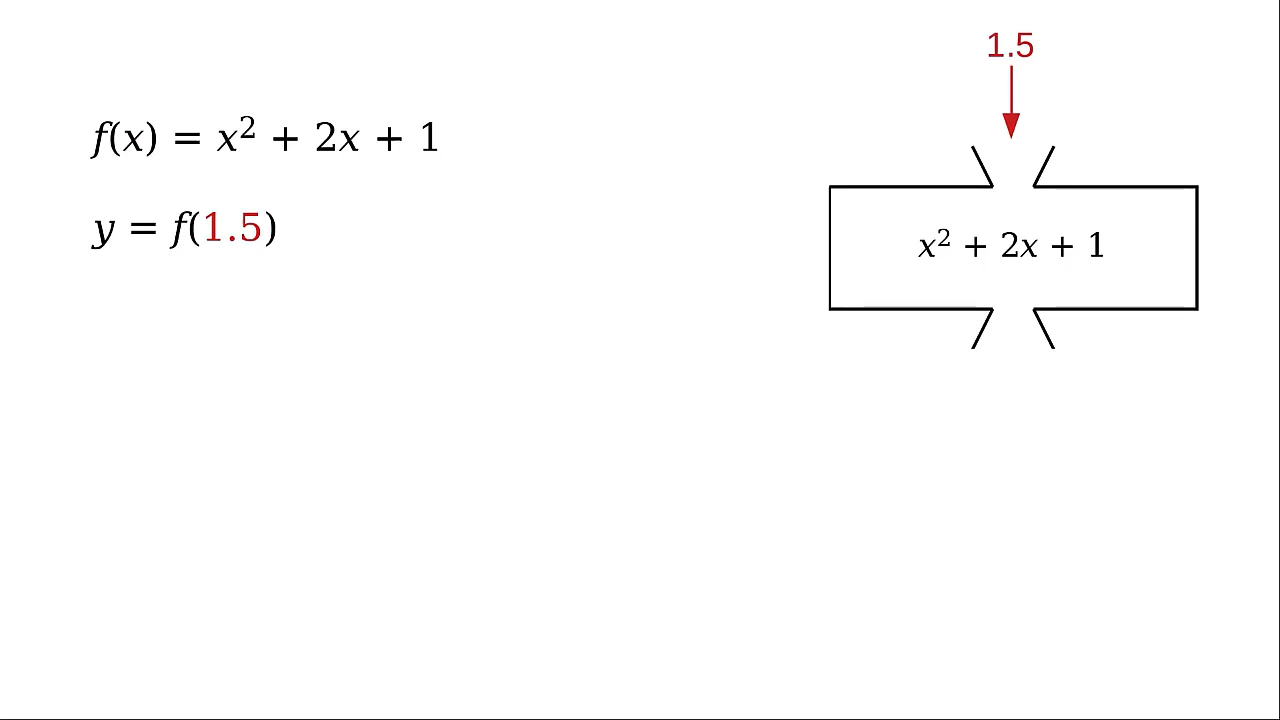 f(x) = x² + 2x + 1
y = f(1.5)
1.5
x² + 2x + 1